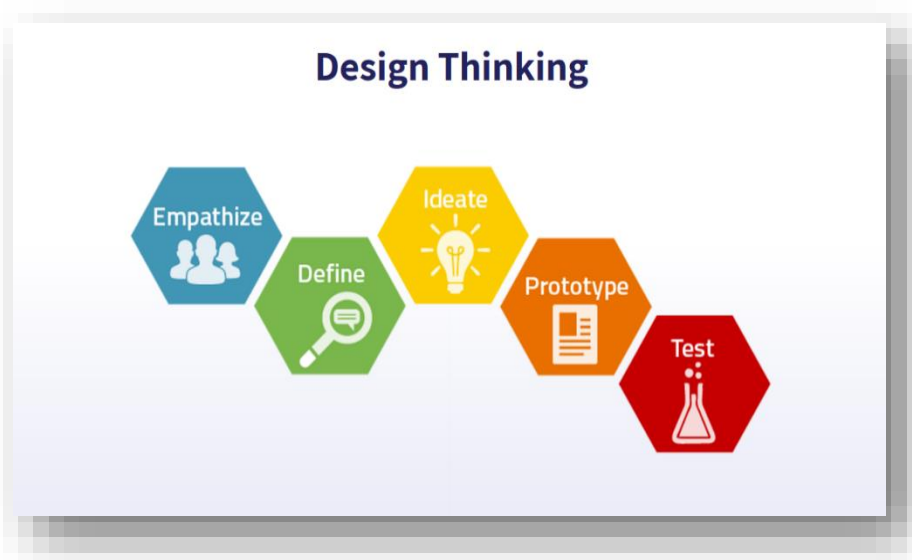 Design Thinking
Empathize
Define
Ideate
Prototype
Test